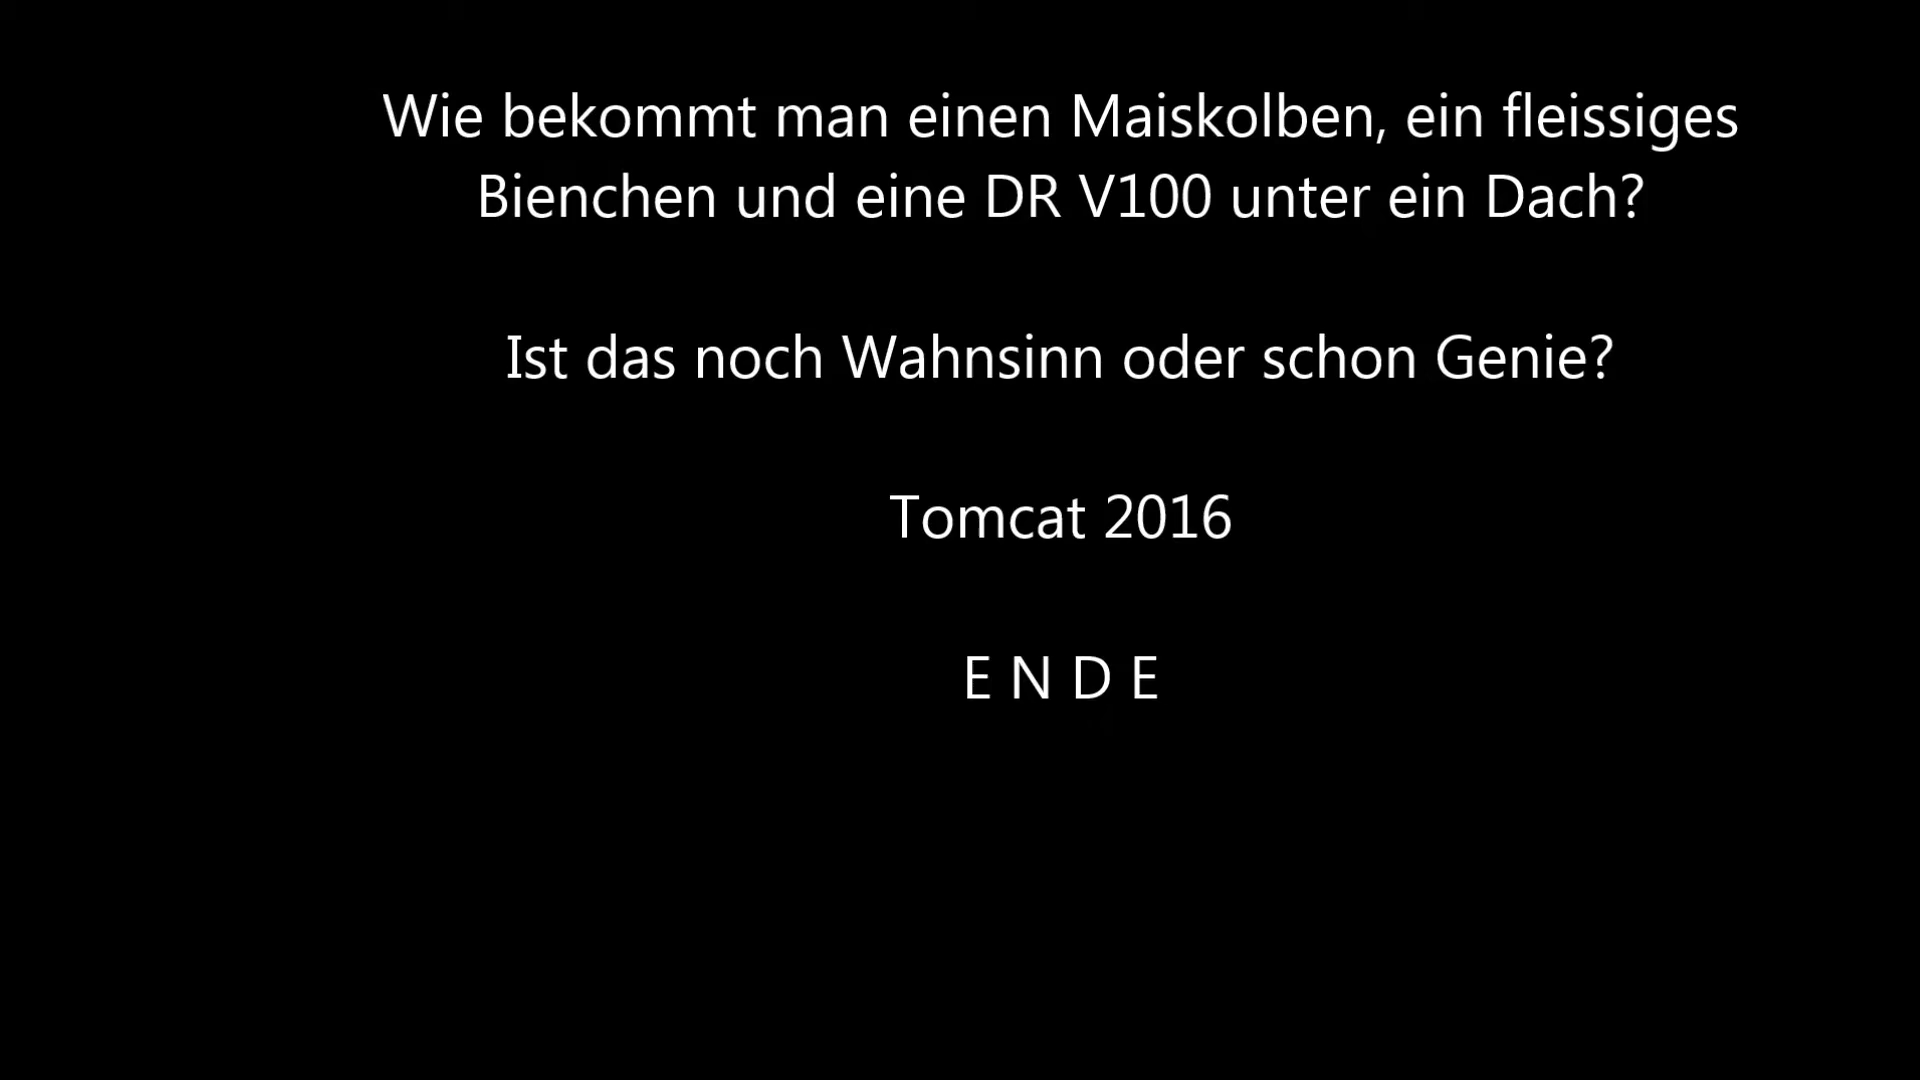 Wie bekommt man einen Maiskolben, ein fleissiges
Bienchen und eine DR V100 unter ein Dach?
Ist das noch Wahnsinn oder schon Genie?
Tomcat 2016
E N D E